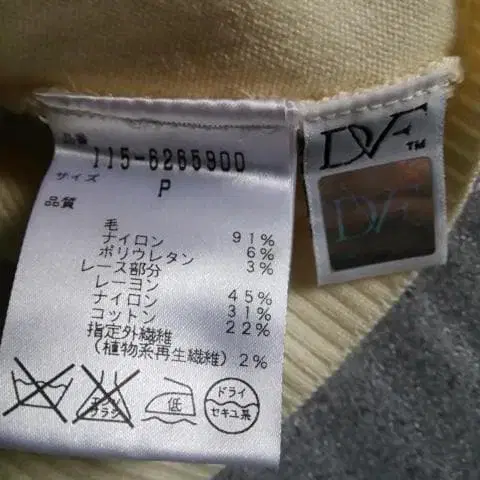 品番
115-6265900
サイズ
P
品質
毛 91%
ナイロン 6%
ポリウレタン 3%
レース部分
レーヨン 45%
ナイロン 31%
コットン 22%
指定外繊維
(植物系再生繊維) 2%
低
ドライ
セキユ系
DVF™
DVF